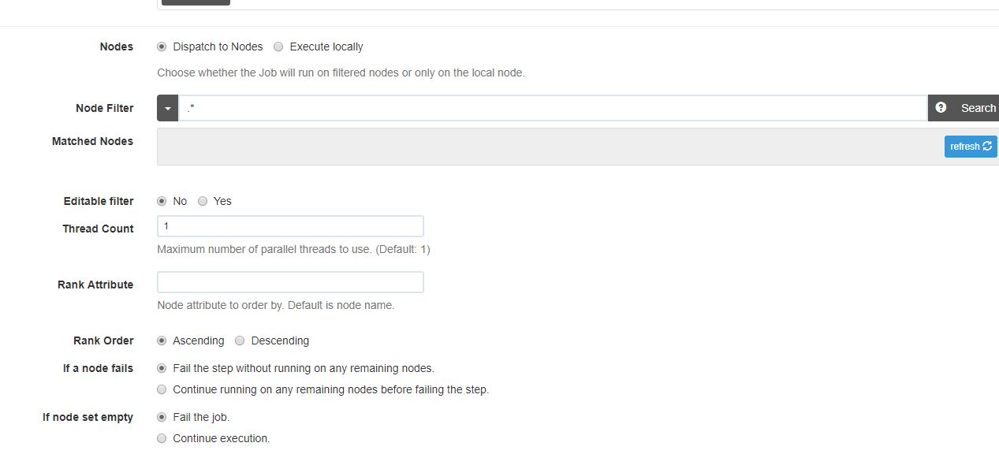 Nodes Dispatch to Nodes Execute locally
Choose whether the Job will run on filtered nodes or only on the local node.
Node Filter .* Search
Matched Nodes refresh
Editable filter No Yes
Thread Count 1
Maximum number of parallel threads to use. (Default: 1)
Rank Attribute
Node attribute to order by. Default is node name.
Rank Order Ascending Descending
If a node fails Fail the step without running on any remaining nodes.
Continue running on any remaining nodes before failing the step.
If node set empty Fail the job.
Continue execution.